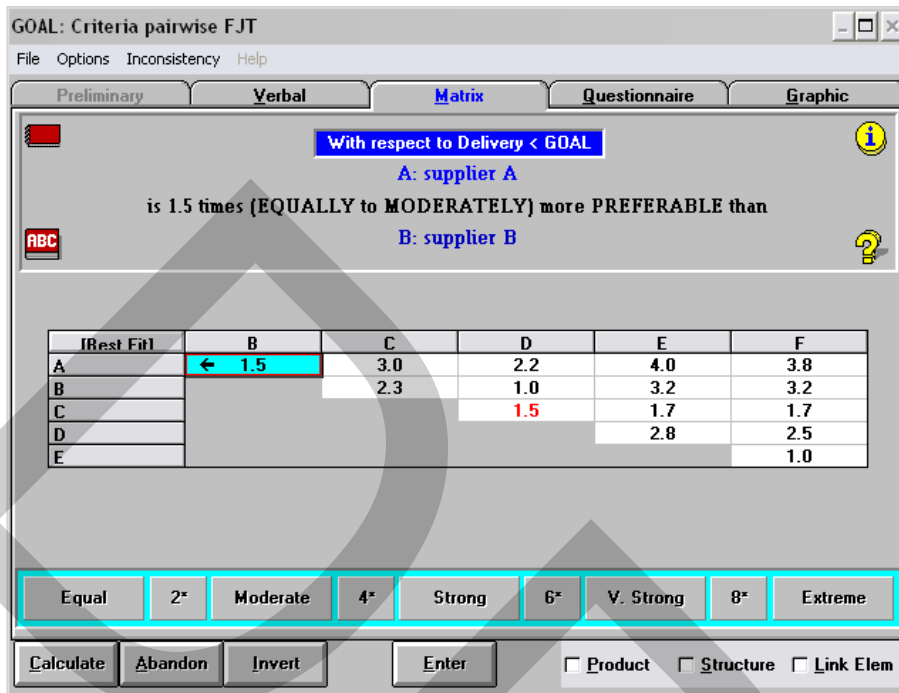 GOAL: Criteria pairwise FJT
File Options Inconsistency Help
Preliminary Verbal Matrix Questionnaire Graphic
With respect to Delivery < GOAL
A: supplier A
is 1.5 times (EQUALLY to MODERATELY) more PREFERABLE than
ABC B: supplier B
[Best Fit] B C D E F
A ← 1.5 3.0 2.2 4.0 3.8
B 2.3 1.0 3.2 3.2
C 1.5 1.7 1.7
D 2.8 2.5
E 1.0
Equal 2* Moderate 4* Strong 6* V. Strong 8* Extreme
Calculate Abandon Invert Enter Product Structure Link Elem